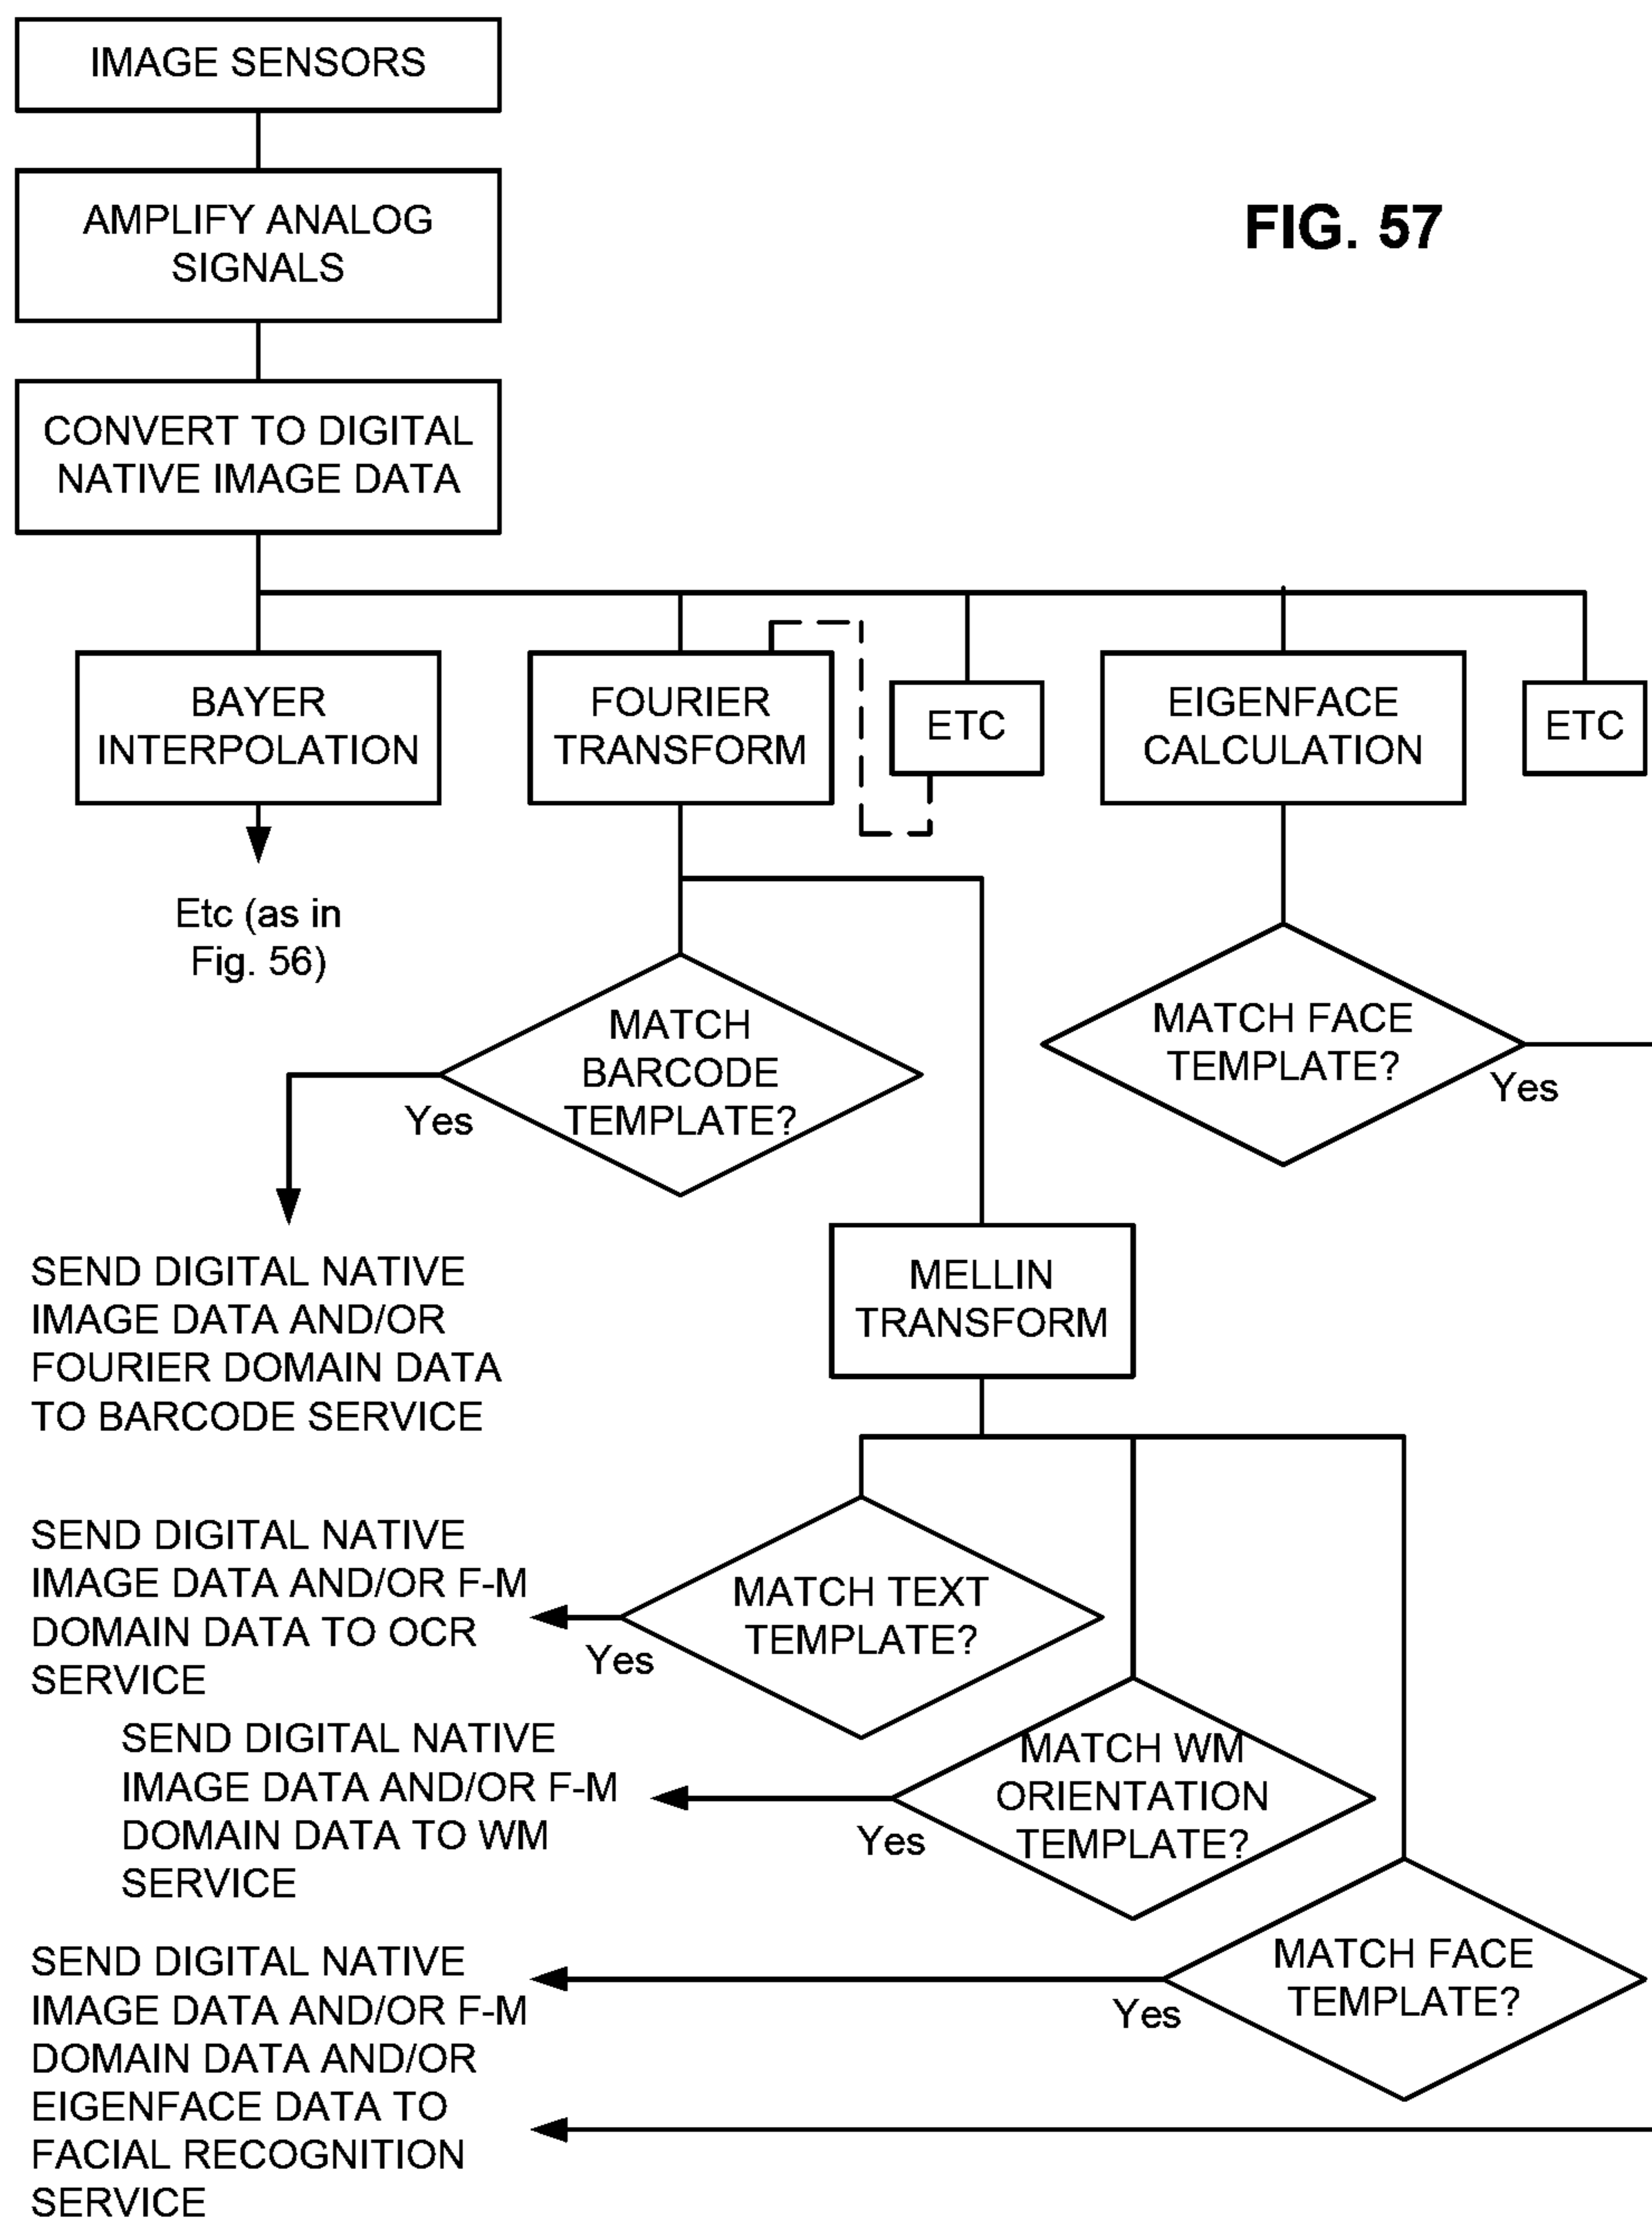 IMAGE SENSORS
AMPLIFY ANALOG
SIGNALS
FIG. 57
CONVERT TO DIGITAL
NATIVE IMAGE DATA
BAYER
INTERPOLATION
FOURIER
TRANSFORM
ETC
EIGENFACE
CALCULATION
ETC
Etc (as in
Fig. 56)
MATCH
BARCODE
TEMPLATE?
Yes
MATCH FACE
TEMPLATE?
Yes
SEND DIGITAL NATIVE
IMAGE DATA AND/OR
FOURIER DOMAIN DATA
TO BARCODE SERVICE
MELLIN
TRANSFORM
SEND DIGITAL NATIVE
IMAGE DATA AND/OR F-M
DOMAIN DATA TO OCR
SERVICE
MATCH TEXT
TEMPLATE?
Yes
SEND DIGITAL NATIVE
IMAGE DATA AND/OR F-M
DOMAIN DATA TO WM
SERVICE
MATCH WM
ORIENTATION
TEMPLATE?
Yes
SEND DIGITAL NATIVE
IMAGE DATA AND/OR F-M
DOMAIN DATA AND/OR
EIGENFACE DATA TO
FACIAL RECOGNITION
SERVICE
MATCH FACE
TEMPLATE?
Yes